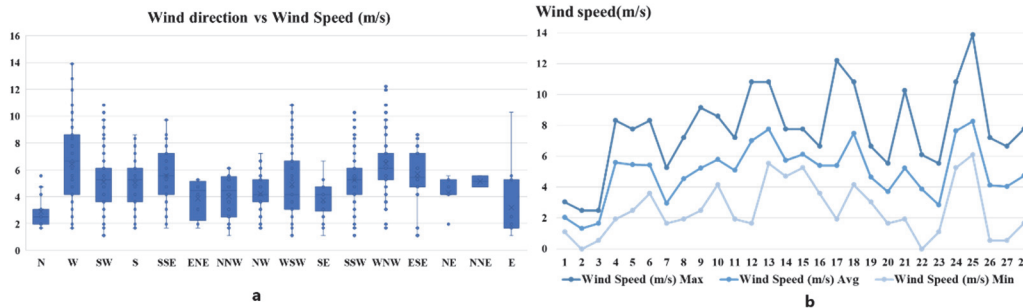 Wind direction vs Wind Speed (m/s)
16
14
12
10
8
6
4
2
0
N W SW S SSE ENE NNW NW WSW SE SSW WNW ESE NE NNE E
a
Wind speed(m/s)
14
12
10
8
6
4
2
0
1 2 3 4 5 6 7 8 9 10 11 12 13 14 15 16 17 18 19 20 21 22 23 24 25 26 27
Wind Speed (m/s) Max Wind Speed (m/s) Avg Wind Speed (m/s) Min
b